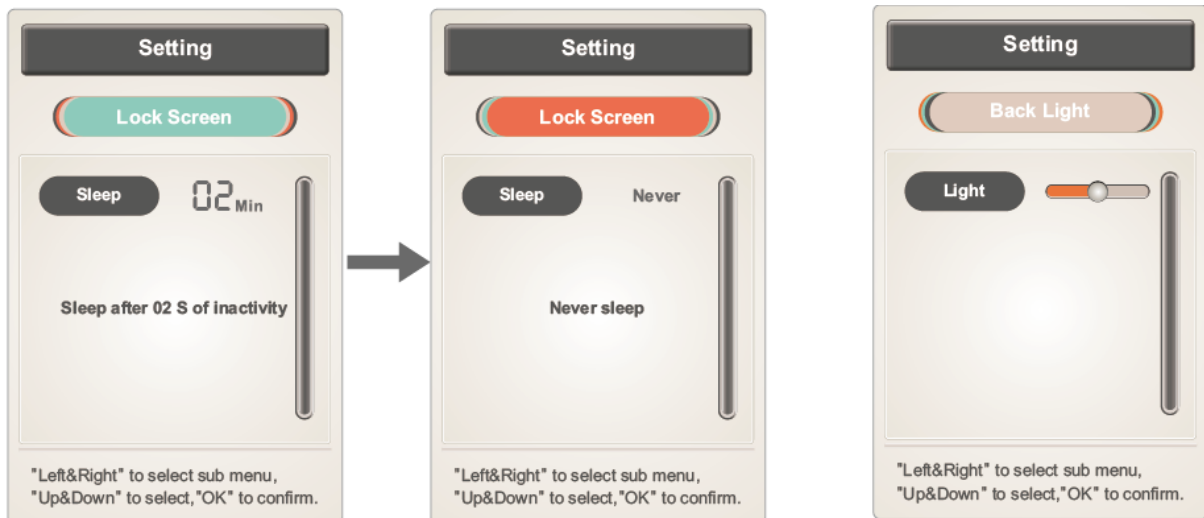 Setting
Lock Screen
Sleep
02 Min
Sleep after 02 S of inactivity
"Left&Right" to select sub menu,
"Up&Down" to select,"OK" to confirm.
Setting
Lock Screen
Sleep
Never
Never sleep
"Left&Right" to select sub menu,
"Up&Down" to select,"OK" to confirm.
Setting
Back Light
Light
"Left&Right" to select sub menu,
"Up&Down" to select,"OK" to confirm.